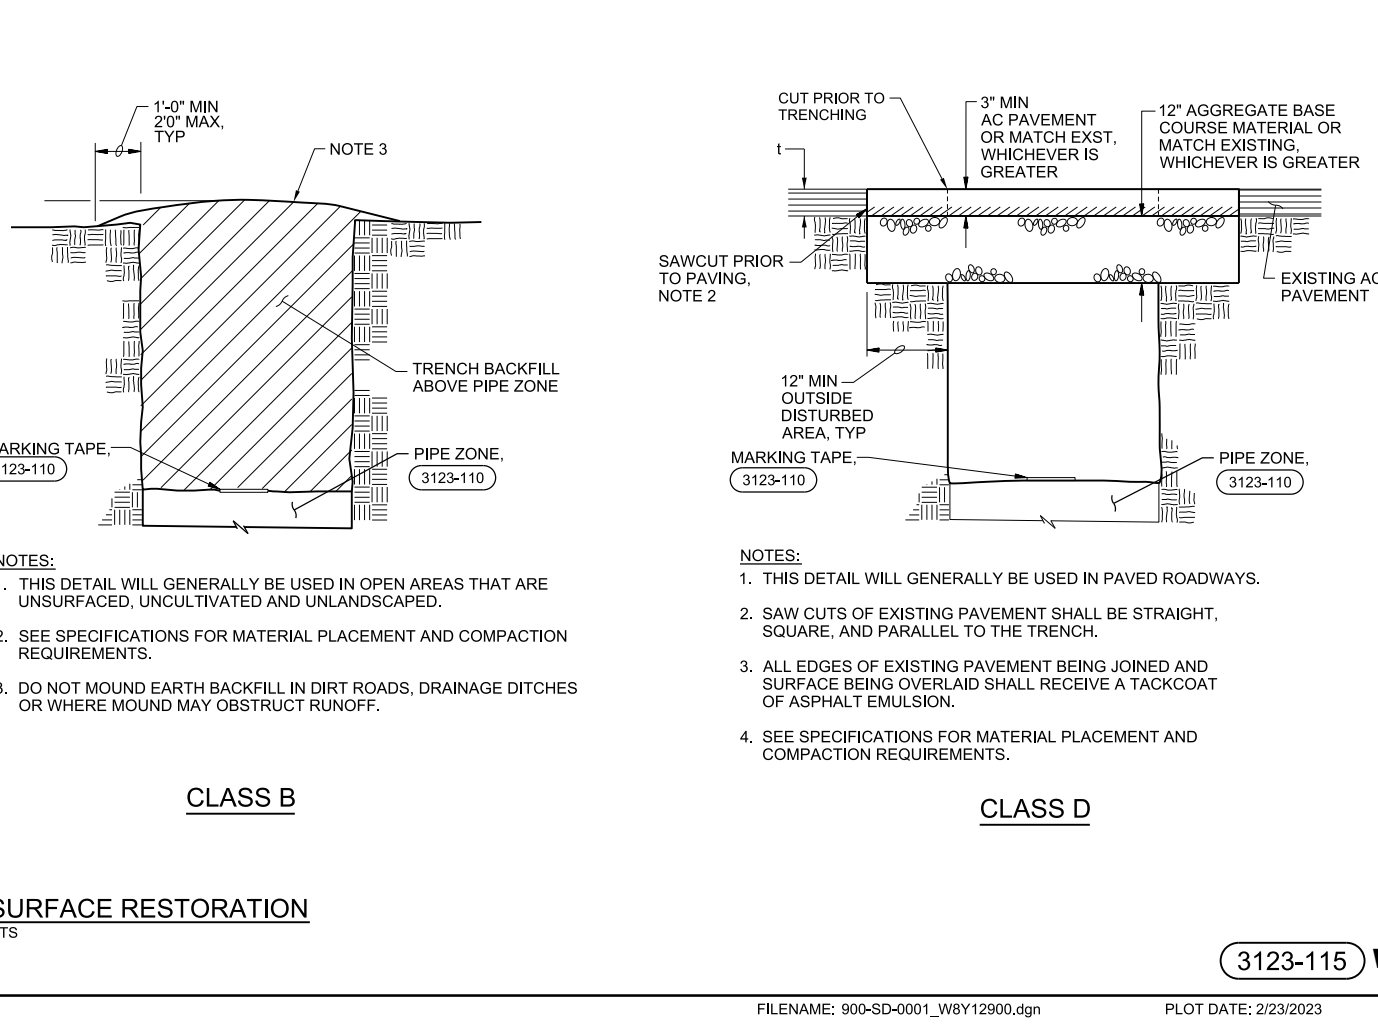 1'-0" MIN
2'0" MAX,
TYP
NOTE 3
TRENCH BACKFILL
ABOVE PIPE ZONE
ARKING TAPE,
123-110
PIPE ZONE,
3123-110
NOTES:
1. THIS DETAIL WILL GENERALLY BE USED IN OPEN AREAS THAT ARE
UNSURFACED, UNCULTIVATED AND UNLANDSCAPED.
2. SEE SPECIFICATIONS FOR MATERIAL PLACEMENT AND COMPACTION
REQUIREMENTS.
3. DO NOT MOUND EARTH BACKFILL IN DIRT ROADS, DRAINAGE DITCHES
OR WHERE MOUND MAY OBSTRUCT RUNOFF.
CLASS B
CUT PRIOR TO
TRENCHING
t
3" MIN
AC PAVEMENT
OR MATCH EXST,
WHICHEVER IS
GREATER
12" AGGREGATE BASE
COURSE MATERIAL OR
MATCH EXISTING,
WHICHEVER IS GREATER
SAWCUT PRIOR
TO PAVING,
NOTE 2
EXISTING AC
PAVEMENT
12" MIN
OUTSIDE
DISTURBED
AREA, TYP
MARKING TAPE,
3123-110
PIPE ZONE,
3123-110
NOTES:
1. THIS DETAIL WILL GENERALLY BE USED IN PAVED ROADWAYS.
2. SAW CUTS OF EXISTING PAVEMENT SHALL BE STRAIGHT,
SQUARE, AND PARALLEL TO THE TRENCH.
3. ALL EDGES OF EXISTING PAVEMENT BEING JOINED AND
SURFACE BEING OVERLAID SHALL RECEIVE A TACKCOAT
OF ASPHALT EMULSION.
4. SEE SPECIFICATIONS FOR MATERIAL PLACEMENT AND
COMPACTION REQUIREMENTS.
CLASS D
SURFACE RESTORATION
TS
3123-115
FILENAME: 900-SD-0001_W8Y12900.dgn
PLOT DATE: 2/23/2023